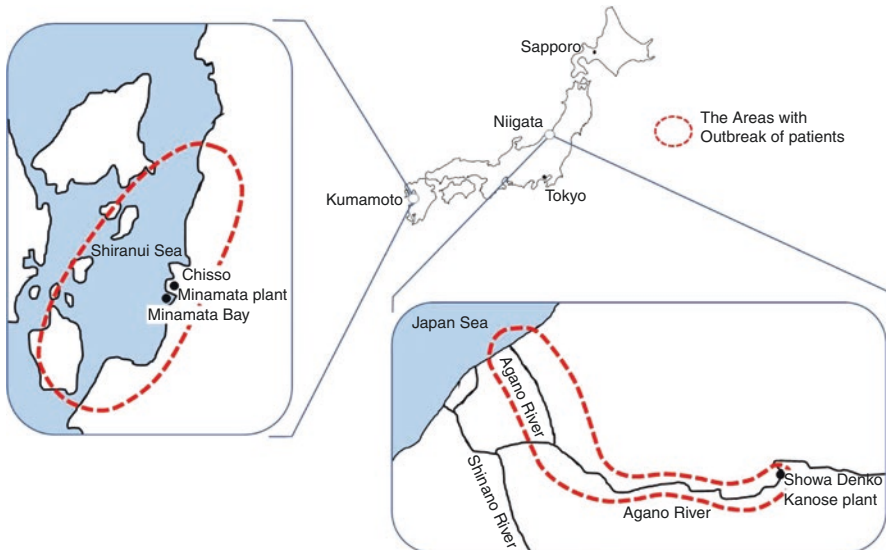 Sapporo
Niigata
The Areas with
Outbreak of patients
Kumamoto
Tokyo
Shiranui Sea
Chisso
Minamata plant
Minamata Bay
Japan Sea
Agano River
Shinano River
Agano River
Showa Denko
Kanose plant